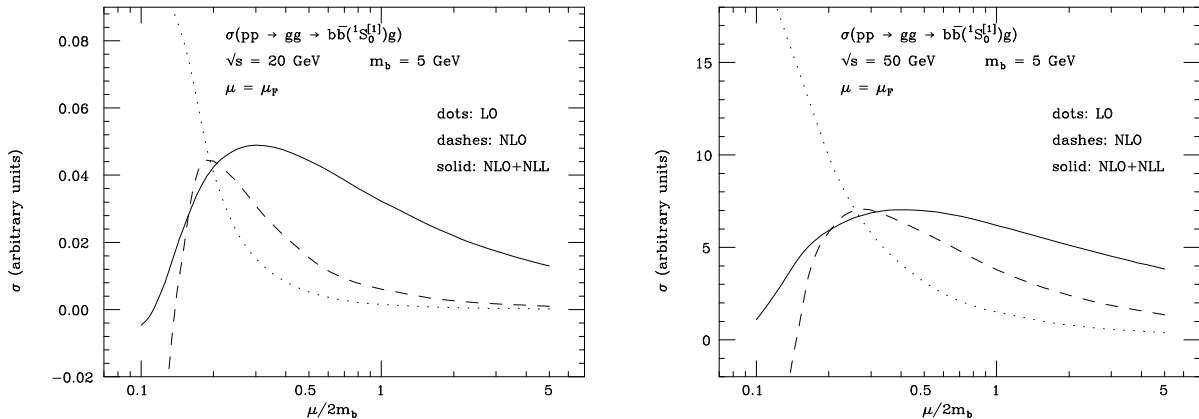 σ(pp → gg → bb̅(¹S₀^[1])g)
√s = 20 GeV m_b = 5 GeV
μ = μ_F
dots: LO
dashes: NLO
solid: NLO+NLL
0.08
0.06
0.04
0.02
0.00
−0.02
σ (arbitrary units)
0.1 0.5 1 5
μ/2m_b
σ(pp → gg → bb̅(¹S₀^[1])g)
√s = 50 GeV m_b = 5 GeV
μ = μ_F
dots: LO
dashes: NLO
solid: NLO+NLL
15
10
5
0
σ (arbitrary units)
0.1 0.5 1 5
μ/2m_b